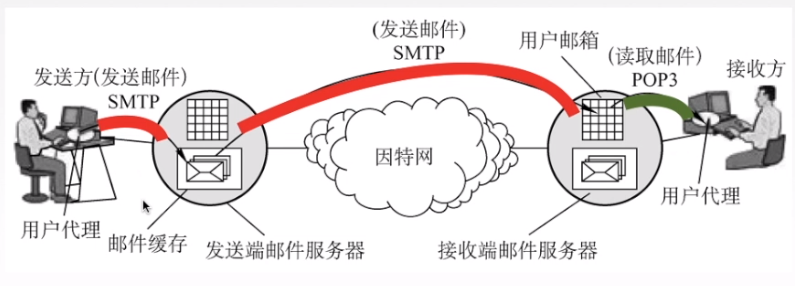 (发送邮件)
SMTP
用户邮箱
(读取邮件)
POP3
接收方
发送方(发送邮件)
SMTP
因特网
用户代理
邮件缓存
发送端邮件服务器
接收端邮件服务器
用户代理